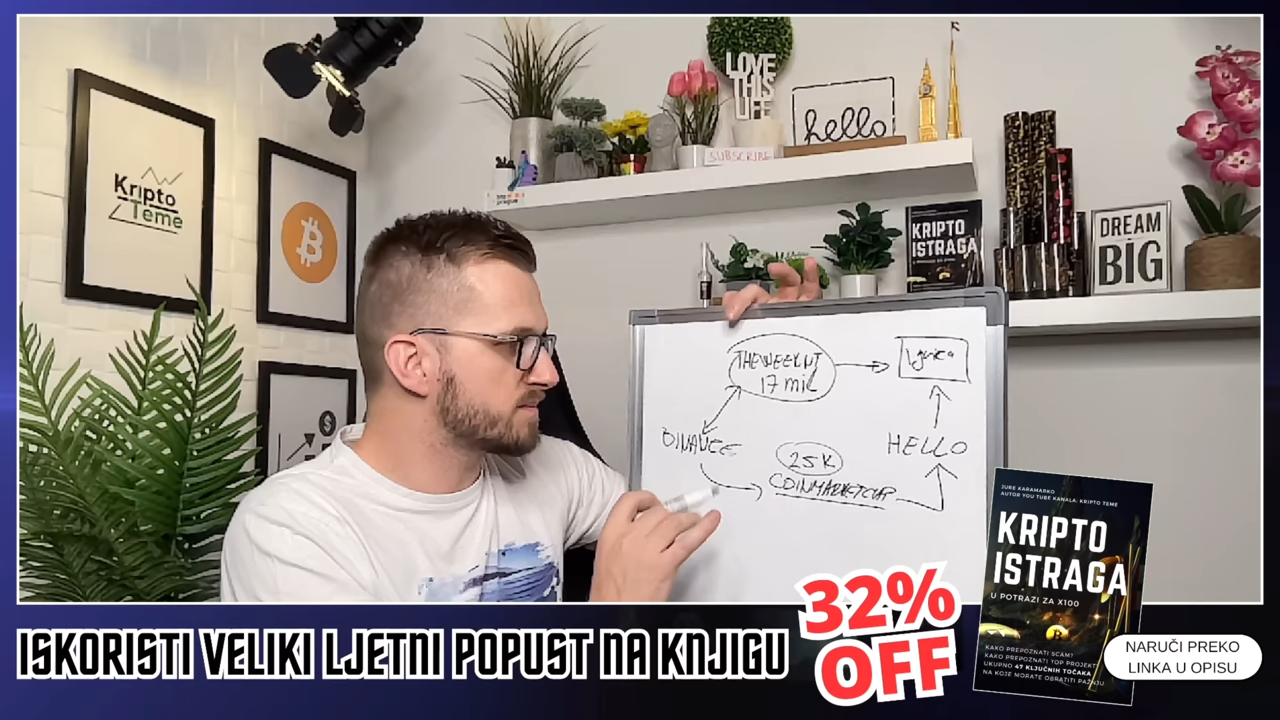 Kripto
Teme
LOVE
THIS
LIFE
hello
SUBSCRIBE
KRIPTO
ISTRAGA
DREAM
BIG
THEWEEKNT
17 mil
BINANCE
HELLO
25K
COINMARKETCAP
JURE KARAMARKO
AUTOR YOU TUBE KANALA: KRIPTO TEME
KRIPTO
ISTRAGA
U POTRAZI ZA X100
KAKO PREPOZNATI SCAM?
KAKO PREPOZNATI TOP PROJEKT
UKUPNO 47 KLJUČNIH TOČAKA
NA KOJE MORATE OBRATITI PAŽNJU
ISKORISTI VELIKI LJETNI POPUST NA KNJIGU
32%
OFF
NARUČI PREKO
LINKA U OPISU